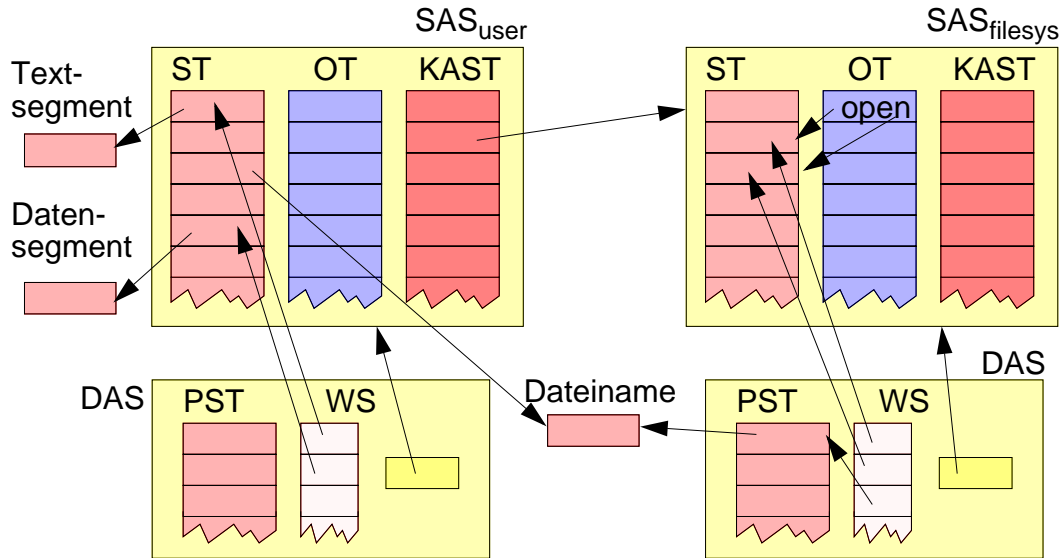 SASuser
SASfilesys
Text-
segment
ST
OT
KAST
ST
OT
KAST
open
Daten-
segment
DAS
PST
WS
Dateiname
DAS
PST
WS